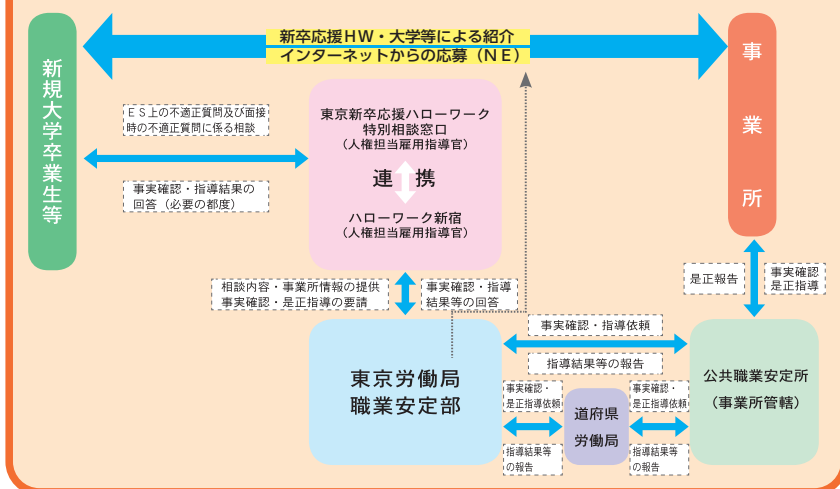 新卒応援HW・大学等による紹介
インターネットからの応募（NE）
新規大学卒業生等
事業所
ES上の不適正質問及び面接
時の不適正質問に係る相談
事実確認・指導結果の
回答（必要の都度）
東京新卒応援ハローワーク
特別相談窓口
（人権担当雇用指導官）
連携
ハローワーク新宿
（人権担当雇用指導官）
相談内容・事業所情報の提供
事実確認・是正指導の要請
事実確認・指導
結果等の回答
是正報告
事実確認
是正指導
東京労働局
職業安定部
事実確認・指導依頼
指導結果等の報告
公共職業安定所
（事業所管轄）
事実確認・
是正指導依頼
道府県
労働局
事実確認・
是正指導依頼
指導結果等
の報告
指導結果等
の報告